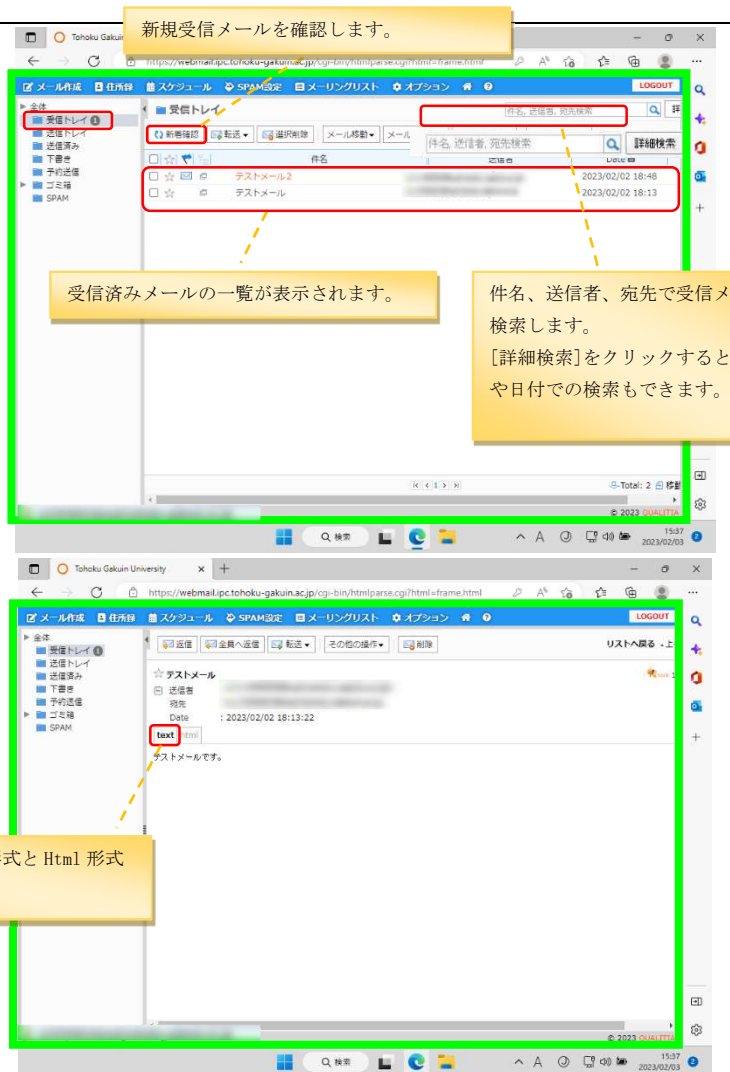 新規受信メールを確認します。
Tohoku Gakuin
https://webmail.ipc.tohoku-gakuin.ac.jp/cgi-bin/htmlparse.cgi?html=frame.html
メール作成 住所録 スケジュール SPAM設定 メーリングリスト オプション LOGOUT
全体
受信トレイ 1
送信トレイ
送信済み
下書き
予約送信
ゴミ箱
SPAM
受信トレイ
件名, 送信者, 宛先検索
新着確認 転送 選択削除 メール移動 メール
件名, 送信者, 宛先検索 詳細検索
件名 送信者 Date
テストメール2 2023/02/02 18:48
テストメール 2023/02/02 18:13
受信済みメールの一覧が表示されます。
件名、送信者、宛先で受信メ
検索します。
[詳細検索]をクリックすると
や日付での検索もできます。
1
Total: 2 移動
© 2023 QUALITIA
検索
A
15:37
2023/02/03
Tohoku Gakuin University
https://webmail.ipc.tohoku-gakuin.ac.jp/cgi-bin/htmlparse.cgi?html=frame.html
メール作成 住所録 スケジュール SPAM設定 メーリングリスト オプション LOGOUT
全体
受信トレイ 1
送信トレイ
送信済み
下書き
予約送信
ゴミ箱
SPAM
返信 全員へ返信 転送 その他の操作 削除 リストへ戻る
テストメール
送信者
宛先
Date : 2023/02/02 18:13:22
text html
テストメールです。
式と Html 形式
© 2023 QUALITIA
検索
A
15:37
2023/02/03